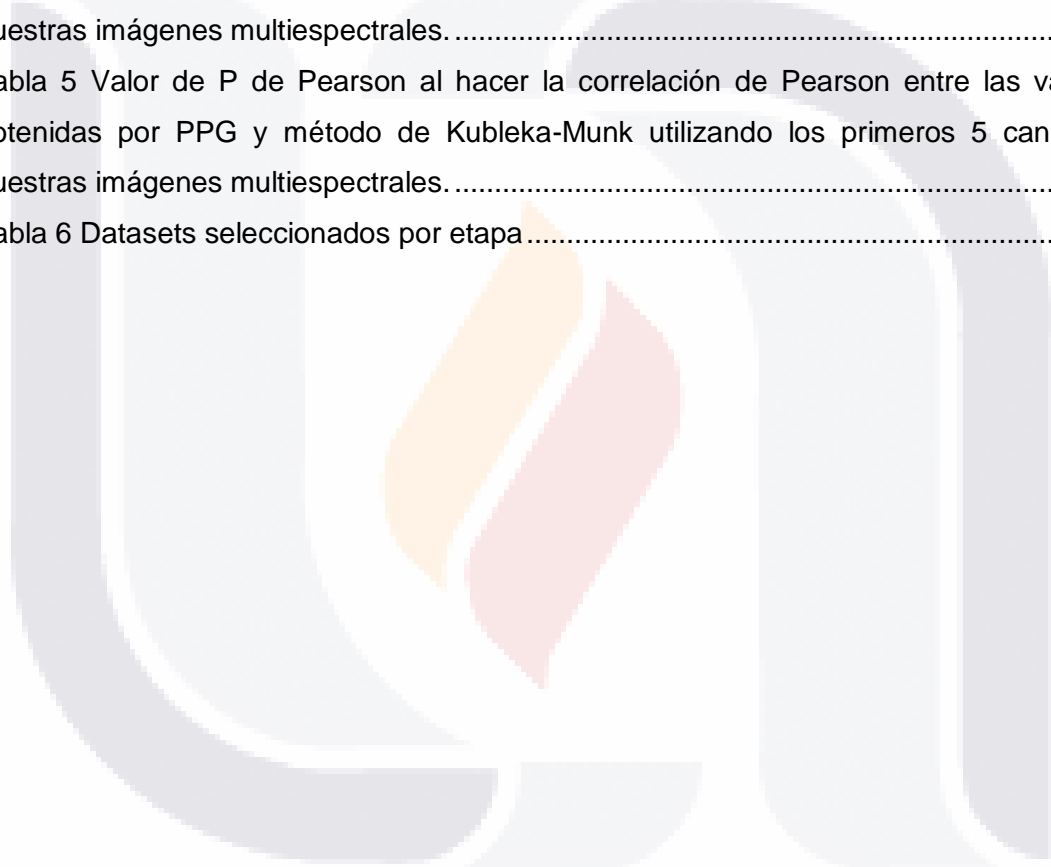 uestras imágenes multiespectrales. ....................................................................................
abla 5 Valor de P de Pearson al hacer la correlación de Pearson entre las va
otenidas por PPG y método de Kubleka-Munk utilizando los primeros 5 can
uestras imágenes multiespectrales. ....................................................................................
abla 6 Datasets seleccionados por etapa ..........................................................................